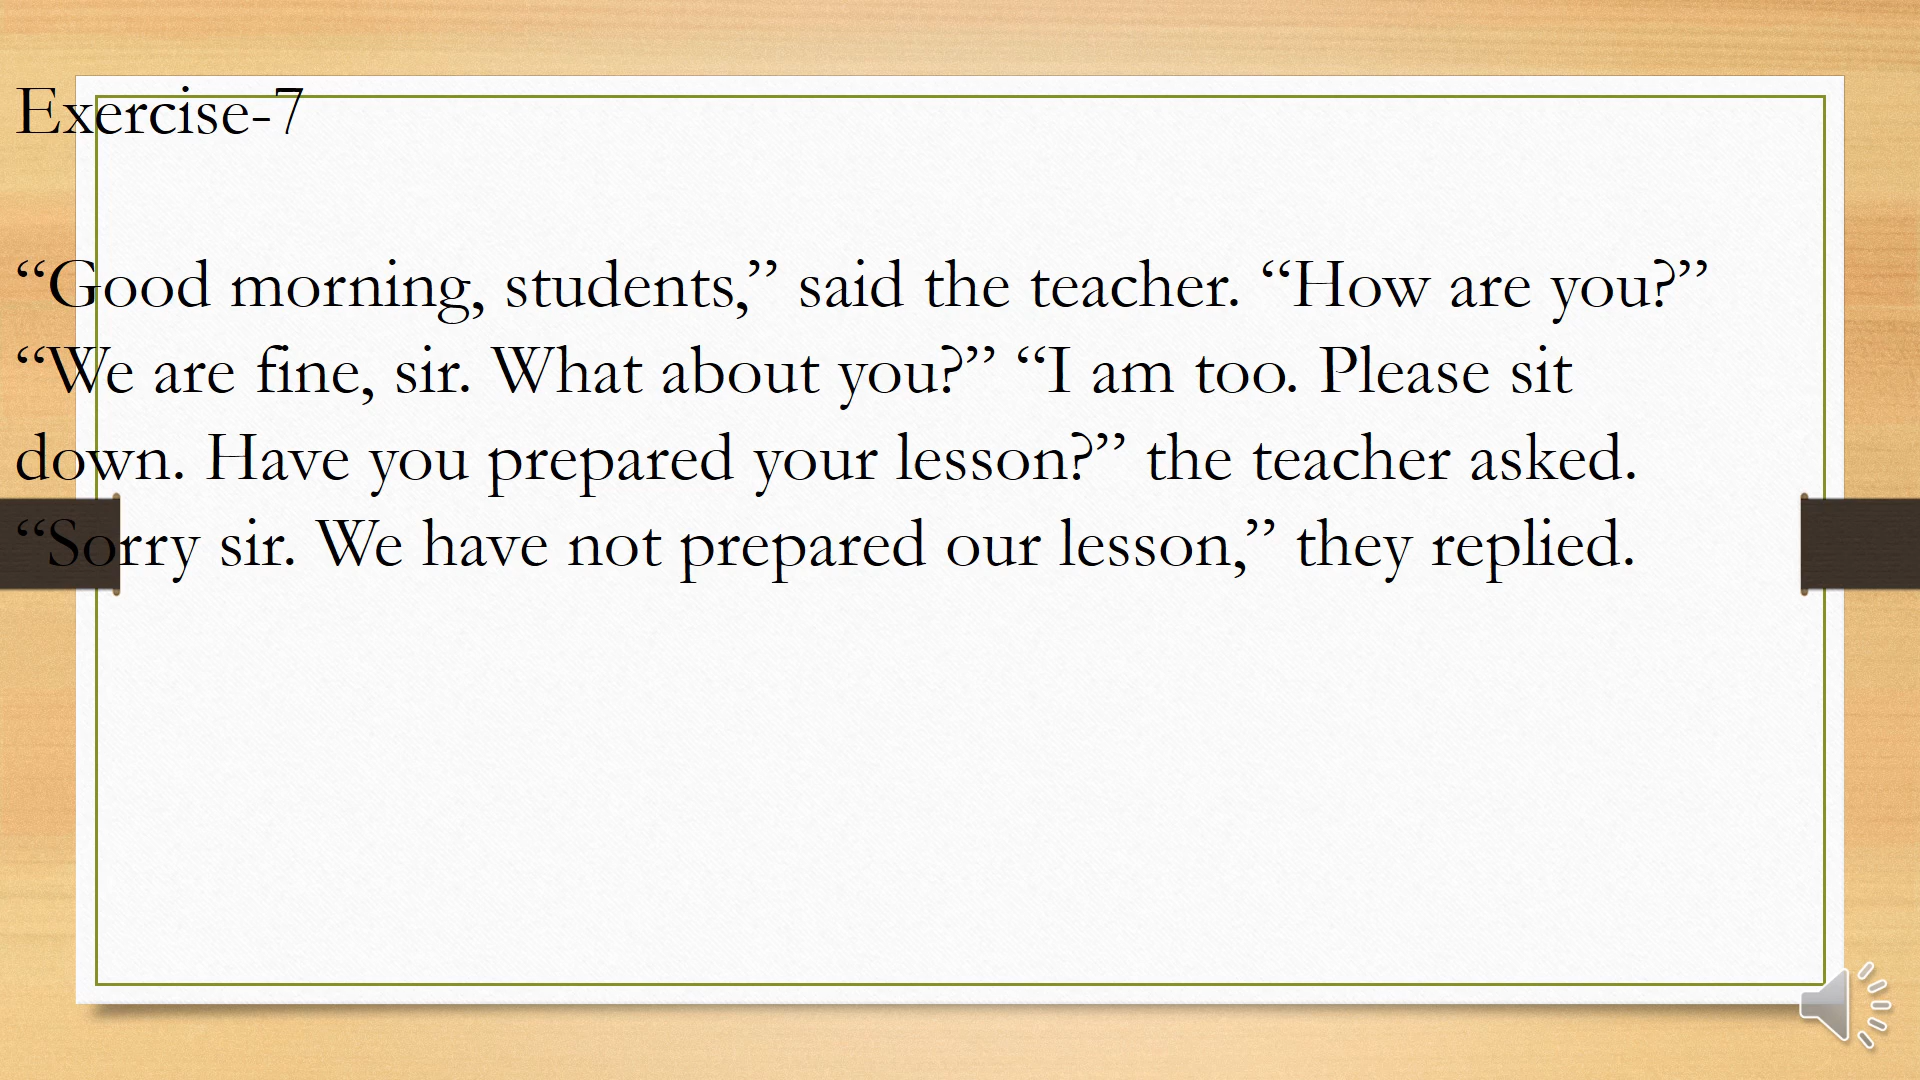 Exercise-7
“Good morning, students,” said the teacher. “How are you?”
“We are fine, sir. What about you?” “I am too. Please sit
down. Have you prepared your lesson?” the teacher asked.
“Sorry sir. We have not prepared our lesson,” they replied.